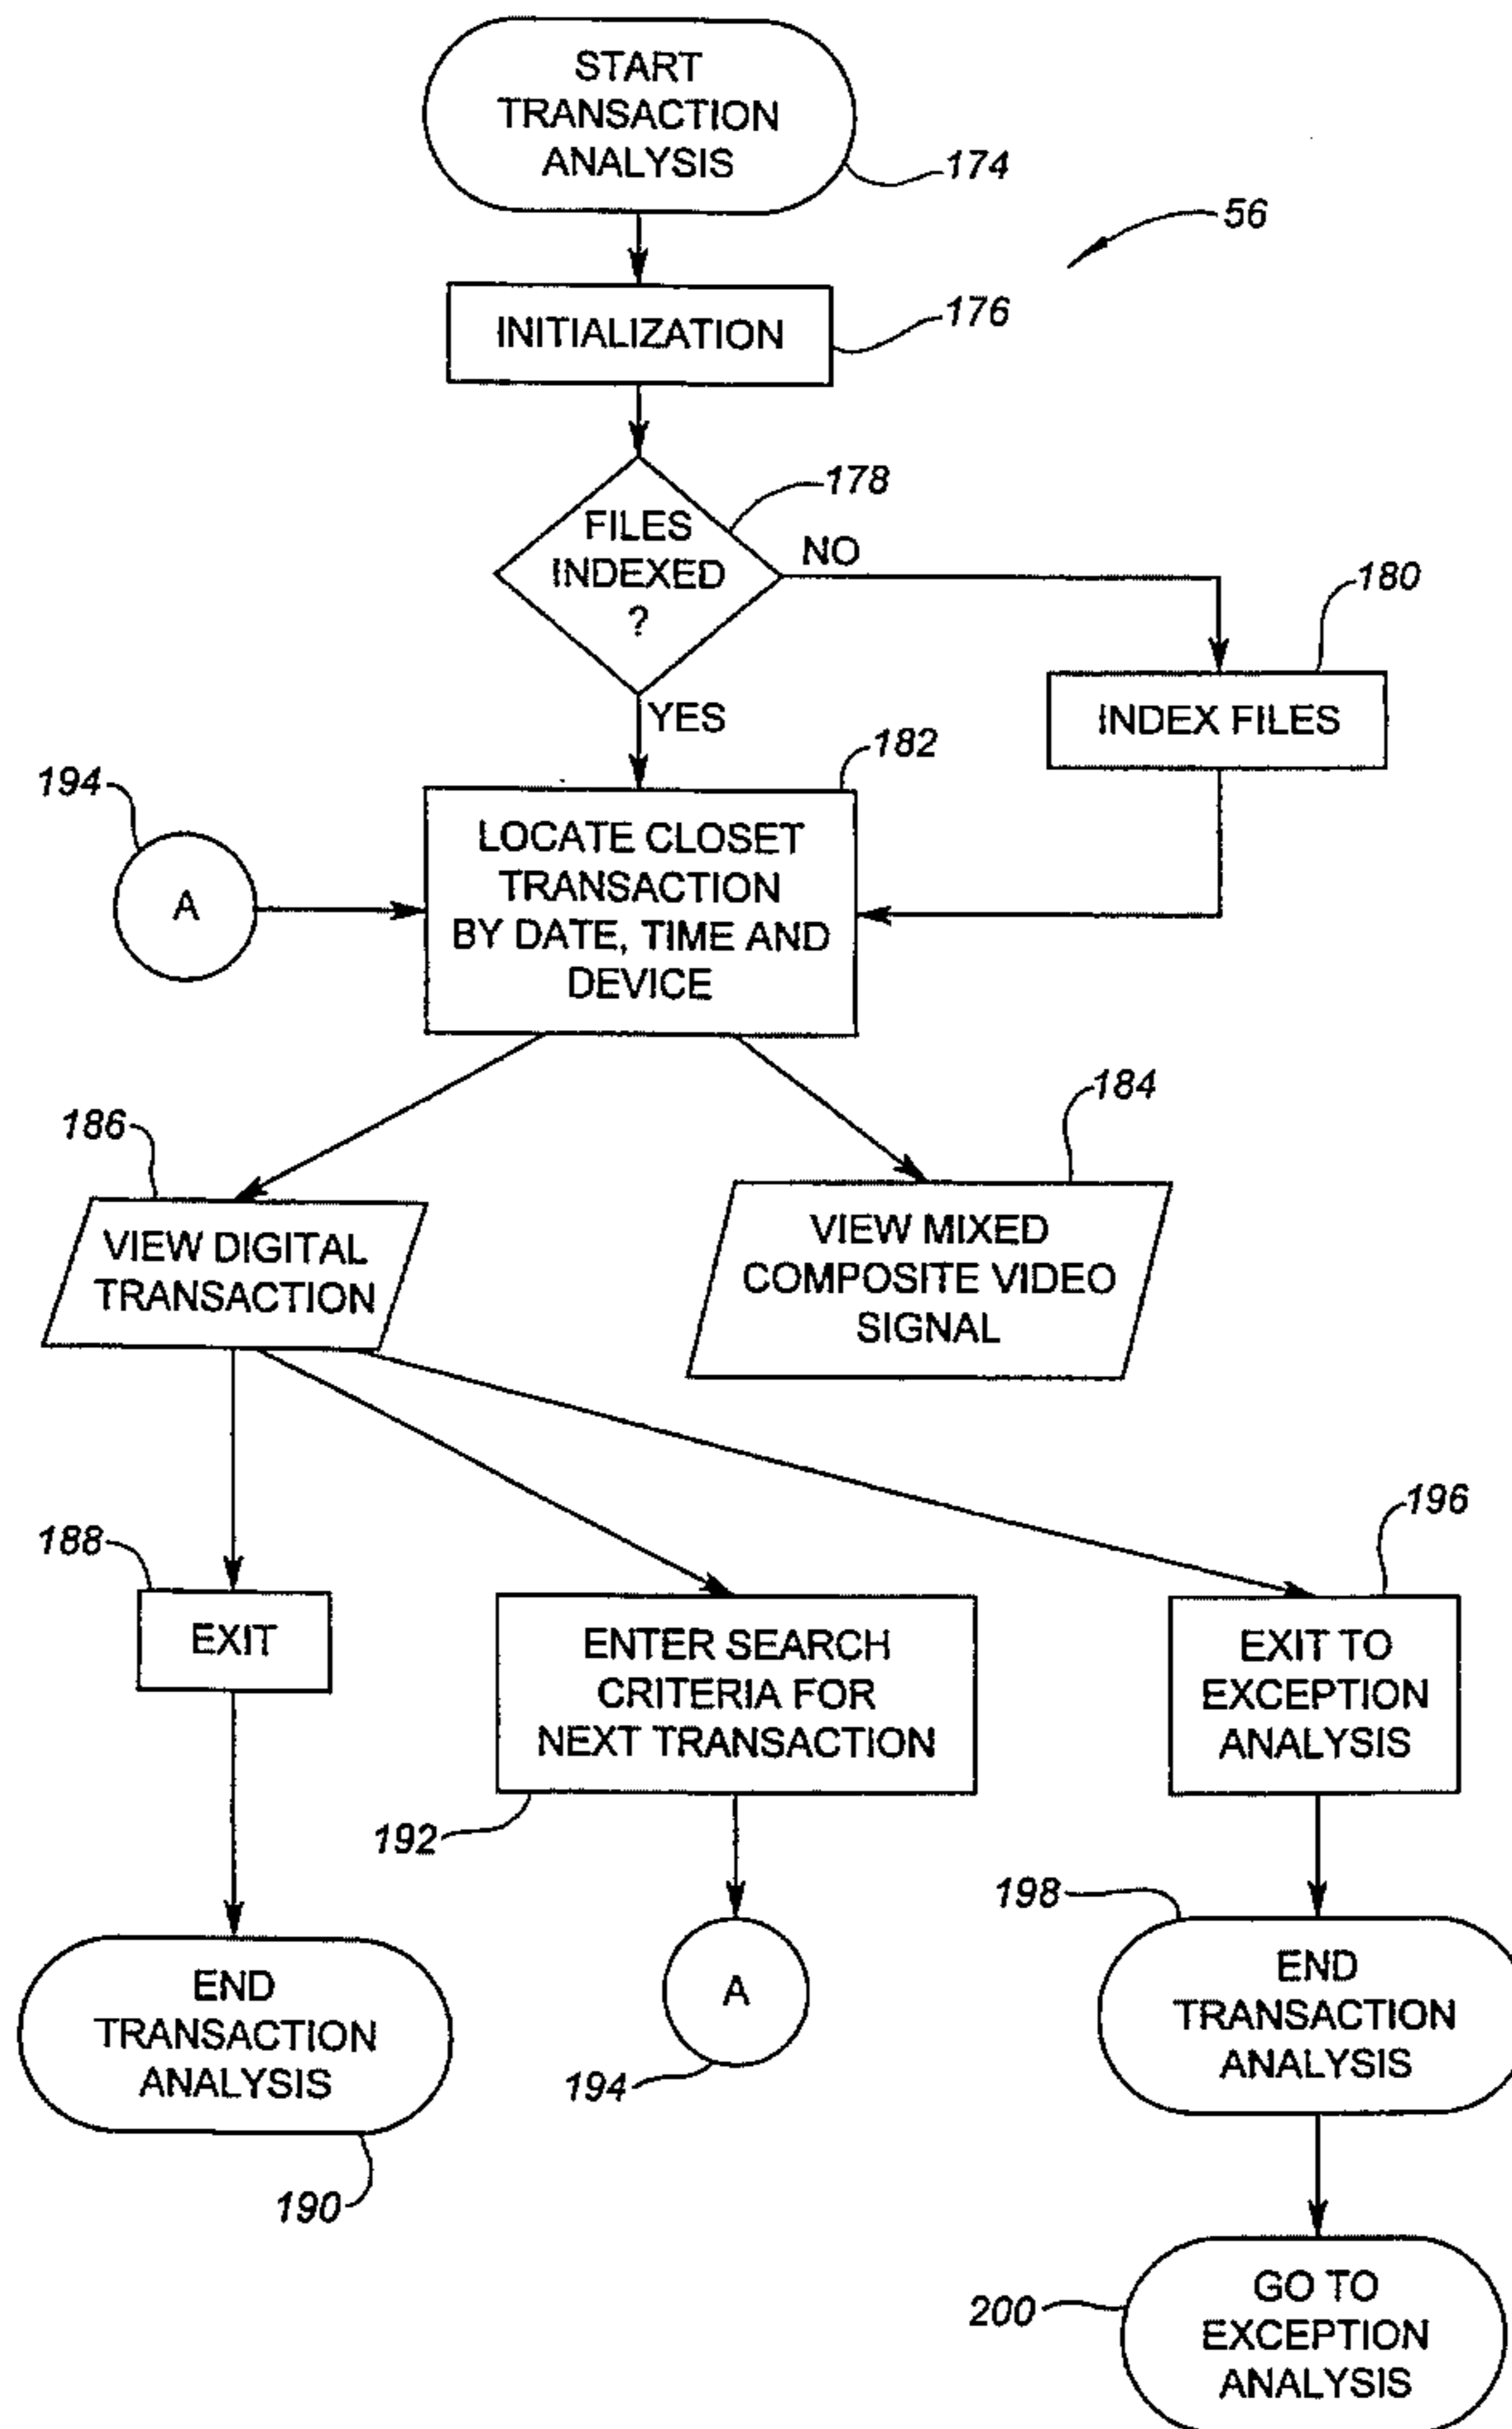 START
TRANSACTION
ANALYSIS
174
56
INITIALIZATION
176
178
FILES
INDEXED
?
NO
180
INDEX FILES
YES
182
194
A
LOCATE CLOSET
TRANSACTION
BY DATE, TIME AND
DEVICE
184
186
VIEW DIGITAL
TRANSACTION
VIEW MIXED
COMPOSITE VIDEO
SIGNAL
196
188
EXIT
ENTER SEARCH
CRITERIA FOR
NEXT TRANSACTION
EXIT TO
EXCEPTION
ANALYSIS
192
198
END
TRANSACTION
ANALYSIS
190
A
194
END
TRANSACTION
ANALYSIS
200
GO TO
EXCEPTION
ANALYSIS